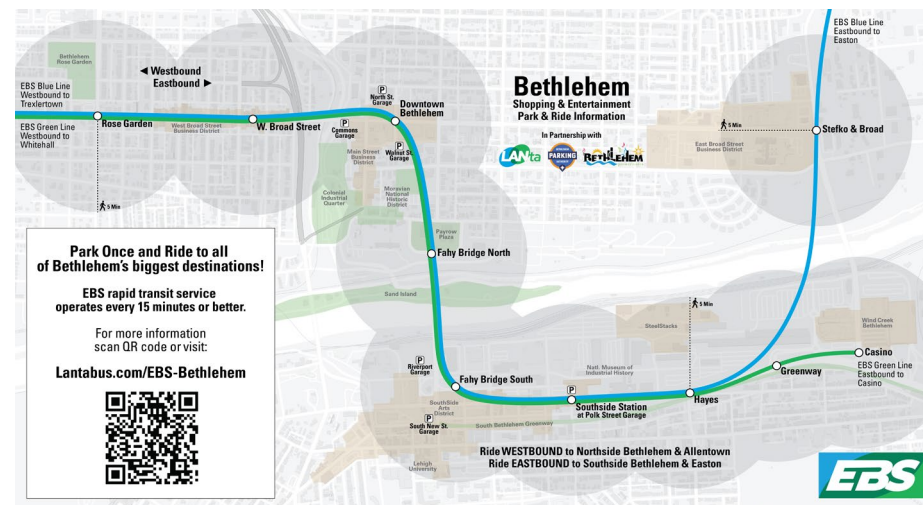 Bethlehem
Rose Garden
◄ Westbound
Eastbound ►
EBS Blue Line
Westbound to
Trexlertown
EBS Green Line
Westbound to
Whitehall
Rose Garden
5 Min
West Broad Street
Business District
W. Broad Street
P
North St.
Garage
Downtown
Bethlehem
P
Commons
Garage
P
Walnut St.
Garage
Main Street
Business
District
Colonial
Industrial
Quarter
Moravian
National
Historic
District
Payrow
Plaza
Bethlehem
Shopping & Entertainment
Park & Ride Information
In Partnership with
LANta
PARKING
BETHLEHEM
EBS Blue Line
Eastbound to
Easton
5 Min
Stefko & Broad
East Broad Street
Business District
Fahy Bridge North
Sand Island
Park Once and Ride to all
of Bethlehem's biggest destinations!
EBS rapid transit service
operates every 15 minutes or better.
For more information
scan QR code or visit:
Lantabus.com/EBS-Bethlehem
5 Min
SteelStacks
Wind Creek
Bethlehem
P
Riverport
Garage
Fahy Bridge South
SouthSide
Arts
District
P
South New St.
Garage
Lehigh
University
Natl. Museum of
Industrial History
P
Southside Station
at Polk Street Garage
South Bethlehem Greenway
Hayes
Greenway
Casino
EBS Green Line
Eastbound to
Casino
Ride WESTBOUND to Northside Bethlehem & Allentown
Ride EASTBOUND to Southside Bethlehem & Easton
EBS